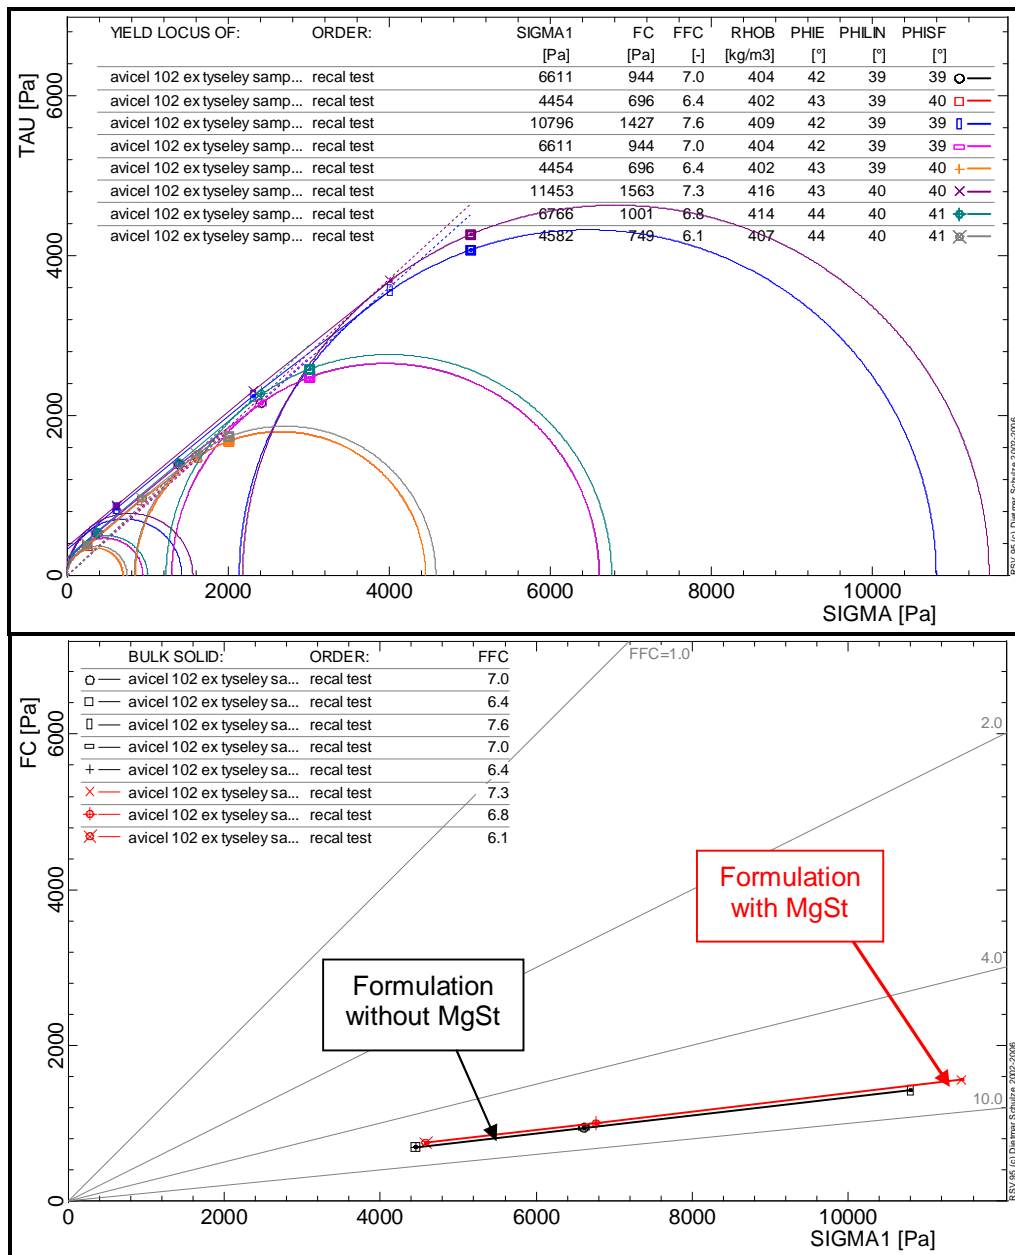 YIELD LOCUS OF: ORDER: SIGMA1 FC FFC RHOB PHIE PHILIN PHISF
[Pa] [Pa] [-] [kg/m3] [°] [°] [°]
avicel 102 ex tyseley samp... recal test 6611 944 7.0 404 42 39 39
avicel 102 ex tyseley samp... recal test 4454 696 6.4 402 43 39 40
avicel 102 ex tyseley samp... recal test 10796 1427 7.6 409 42 39 39
avicel 102 ex tyseley samp... recal test 6611 944 7.0 404 42 39 39
avicel 102 ex tyseley samp... recal test 4454 696 6.4 402 43 39 40
avicel 102 ex tyseley samp... recal test 11453 1563 7.3 416 43 40 40
avicel 102 ex tyseley samp... recal test 6766 1001 6.8 414 44 40 41
avicel 102 ex tyseley samp... recal test 4582 749 6.1 407 44 40 41
TAU [Pa]
6000
4000
2000
0
0 2000 4000 6000 8000 10000
SIGMA [Pa]
RSV 95 (c) Dietmar Schulze 2002-2006
BULK SOLID: ORDER: FFC
avicel 102 ex tyseley sa... recal test 7.0
avicel 102 ex tyseley sa... recal test 6.4
avicel 102 ex tyseley sa... recal test 7.6
avicel 102 ex tyseley sa... recal test 7.0
avicel 102 ex tyseley sa... recal test 6.4
avicel 102 ex tyseley sa... recal test 7.3
avicel 102 ex tyseley sa... recal test 6.8
avicel 102 ex tyseley sa... recal test 6.1
FFC=1.0
2.0
4.0
10.0
Formulation
with MgSt
Formulation
without MgSt
FC [Pa]
6000
4000
2000
0
0 2000 4000 6000 8000 10000
SIGMA1 [Pa]
RSV 95 (c) Dietmar Schulze 2002-2006